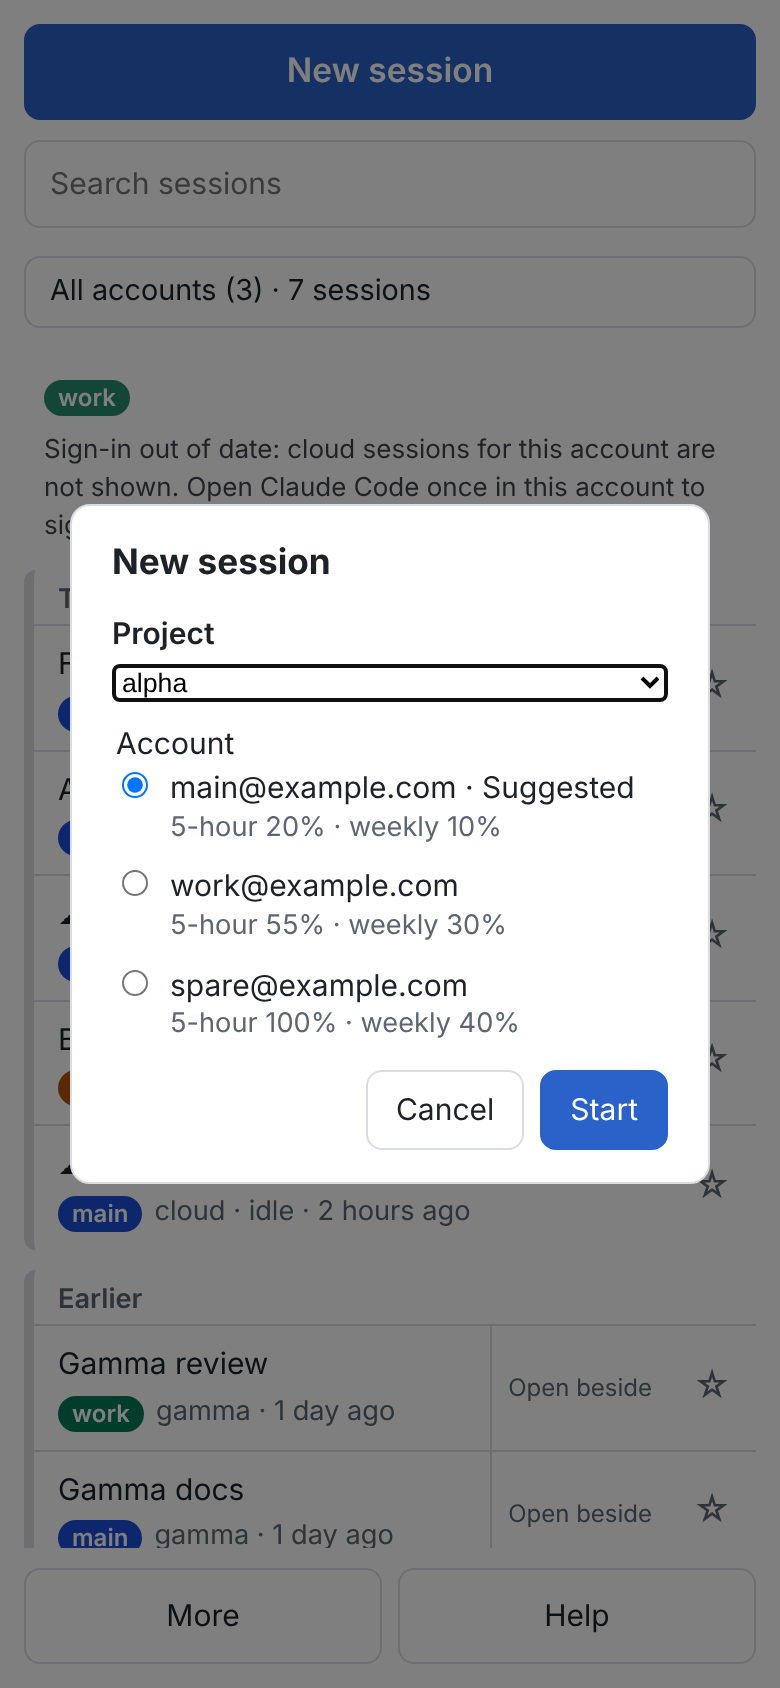 New session
Search sessions
All accounts (3) · 7 sessions
work
Sign-in out of date: cloud sessions for this account are
not shown. Open Claude Code once in this account to
New session
Project
alpha
Account
main@example.com · Suggested
5-hour 20% · weekly 10%
work@example.com
5-hour 55% · weekly 30%
spare@example.com
5-hour 100% · weekly 40%
Cancel Start
main cloud · idle · 2 hours ago
Earlier
Gamma review
work gamma · 1 day ago
Open beside
Gamma docs
main gamma · 1 day ago
Open beside
More Help